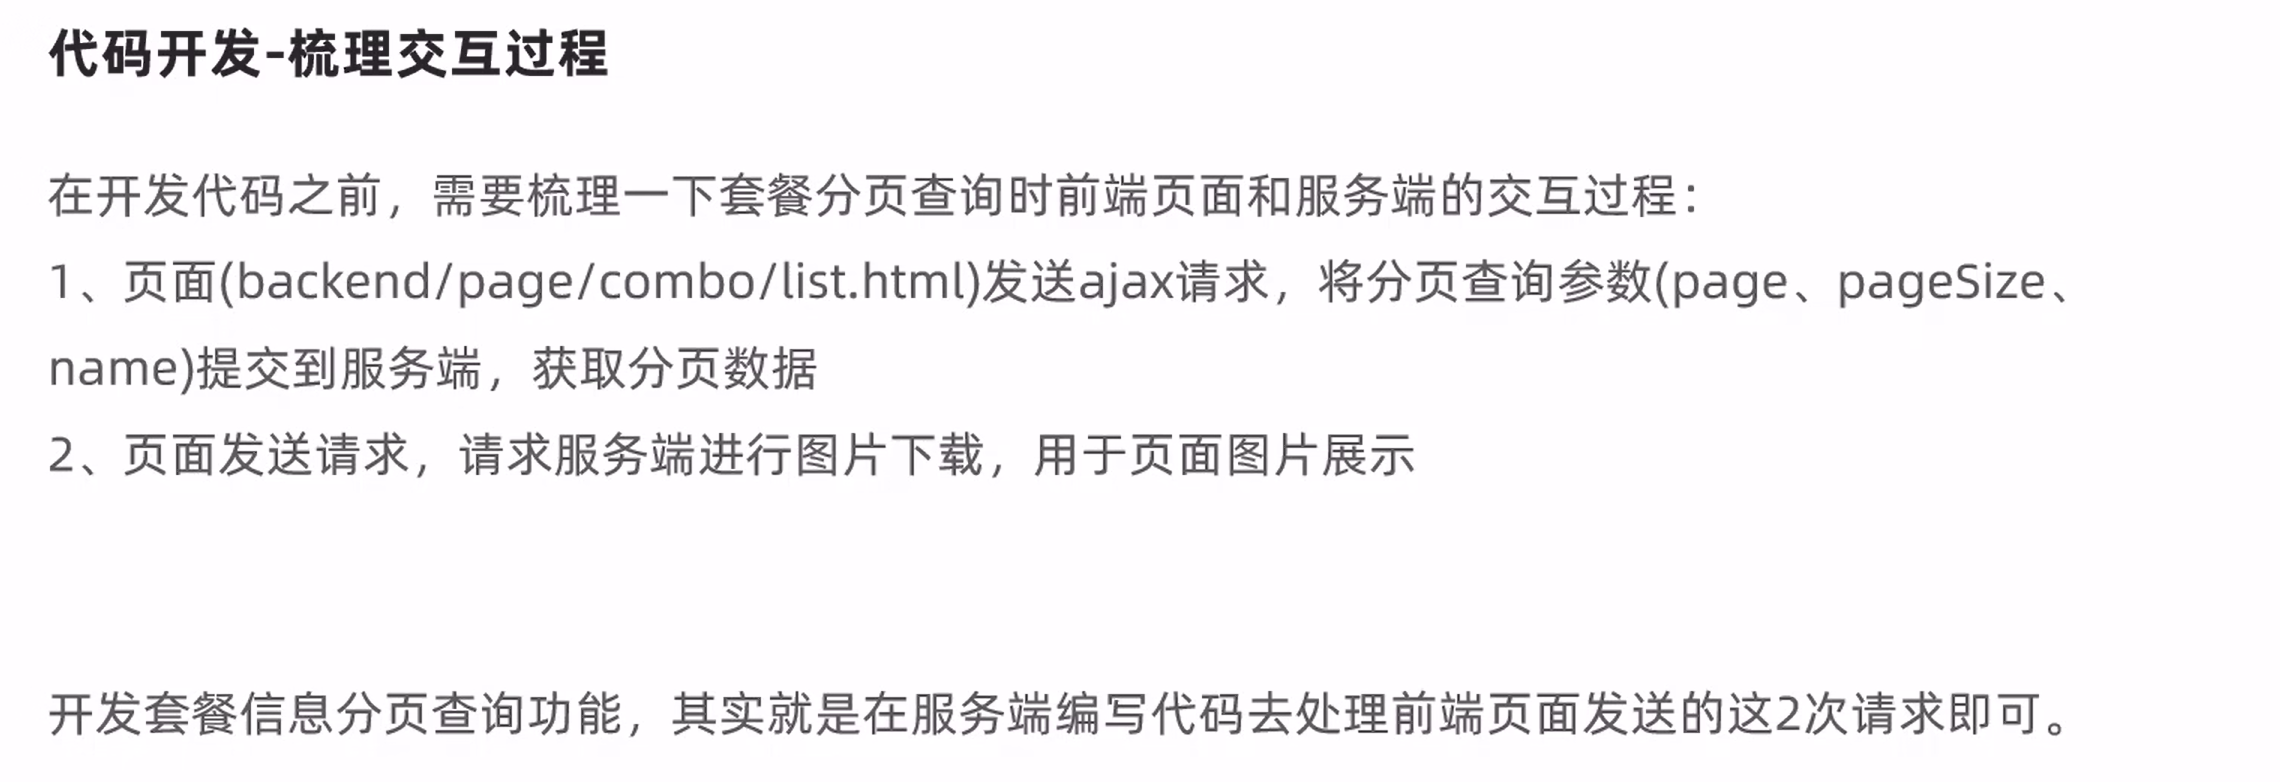 代码开发-梳理交互过程
在开发代码之前，需要梳理一下套餐分页查询时前端页面和服务端的交互过程：
1、页面(backend/page/combo/list.html)发送ajax请求，将分页查询参数(page、pageSize、
name)提交到服务端，获取分页数据
2、页面发送请求，请求服务端进行图片下载，用于页面图片展示
开发套餐信息分页查询功能，其实就是在服务端编写代码去处理前端页面发送的这2次请求即可。